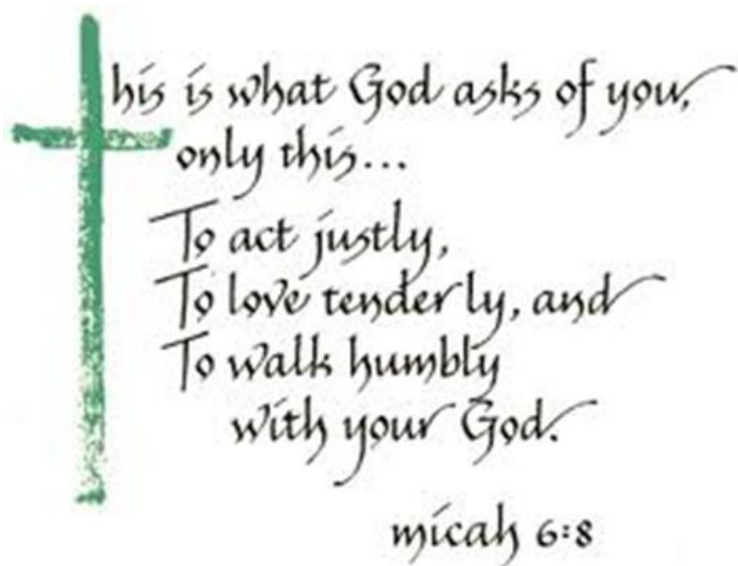 This is what God asks of you,
only this...
To act justly,
To love tenderly, and
To walk humbly
with your God.
micah 6:8